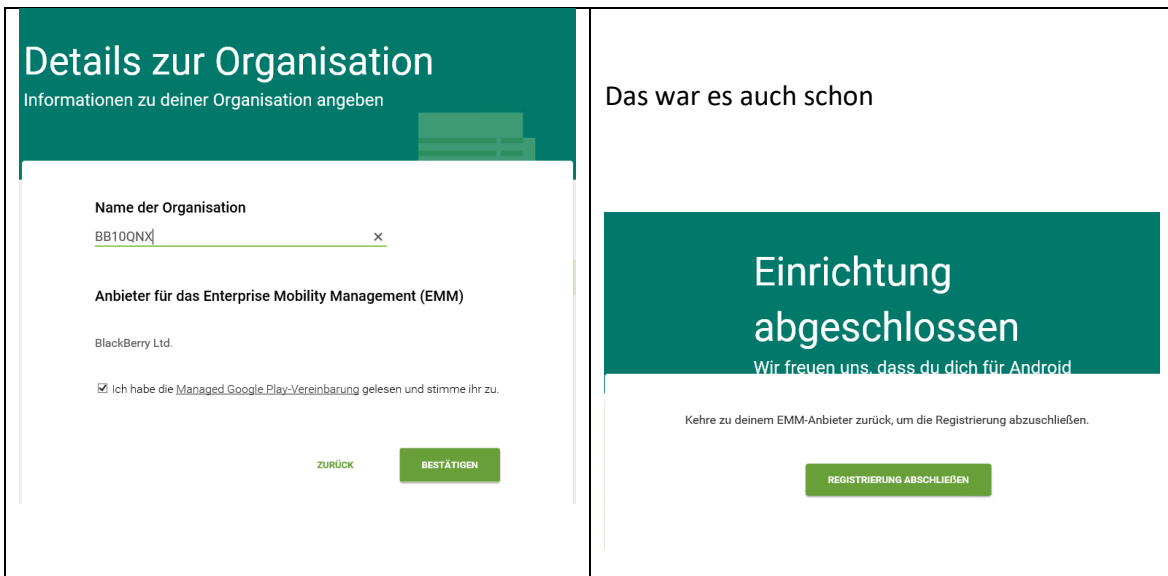 Details zur Organisation
Informationen zu deiner Organisation angeben
Name der Organisation
BB10QNX
Anbieter für das Enterprise Mobility Management (EMM)
BlackBerry Ltd.
Ich habe die Managed Google Play-Vereinbarung gelesen und stimme ihr zu.
ZURÜCK
BESTÄTIGEN
Das war es auch schon
Einrichtung
abgeschlossen
Wir freuen uns, dass du dich für Android
Kehre zu deinem EMM-Anbieter zurück, um die Registrierung abzuschließen.
REGISTRIERUNG ABSCHLIEẞEN